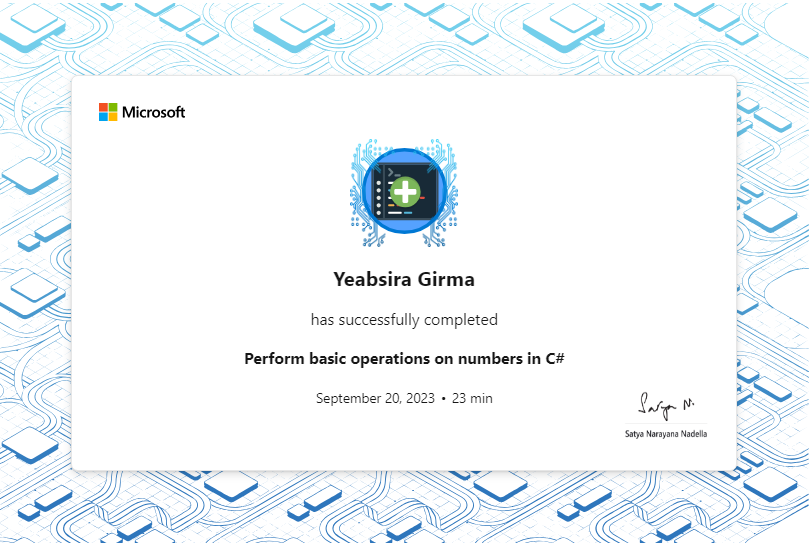 Microsoft
Yeabsira Girma
has successfully completed
Perform basic operations on numbers in C#
September 20, 2023 • 23 min
Satya N.
Satya Narayana Nadella